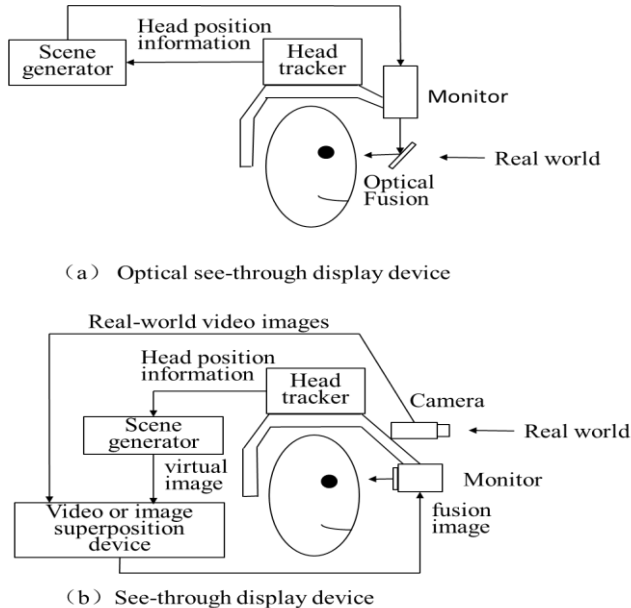 Head position
information
Scene
generator
Head
tracker
Monitor
Real world
Optical
Fusion
（a） Optical see-through display device
Real-world video images
Head position
information
Head
tracker
Camera
Scene
generator
Real world
virtual
image
Monitor
fusion
image
Video or image
superposition
device
（b） See-through display device